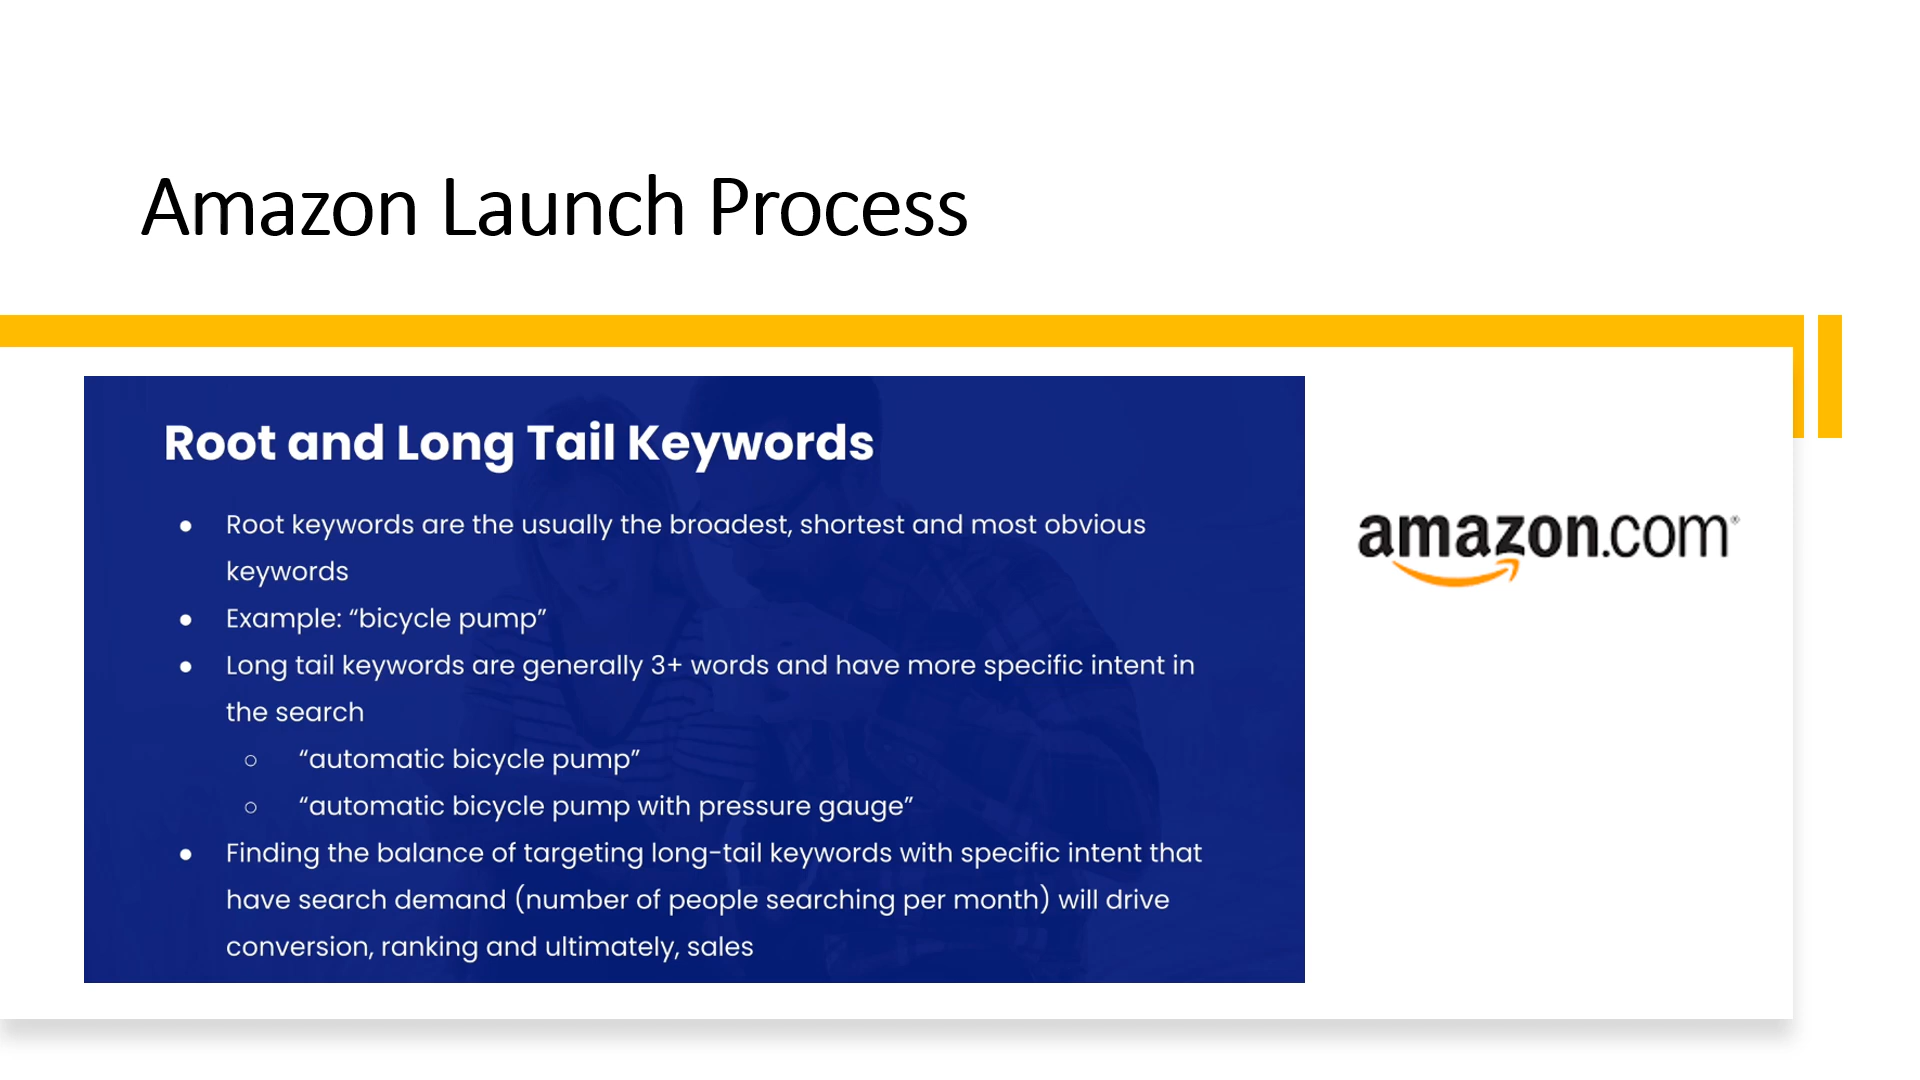 Amazon Launch Process
Root and Long Tail Keywords
● Root keywords are the usually the broadest, shortest and most obvious
keywords
● Example: “bicycle pump”
● Long tail keywords are generally 3+ words and have more specific intent in
the search
○ “automatic bicycle pump”
○ “automatic bicycle pump with pressure gauge”
● Finding the balance of targeting long-tail keywords with specific intent that
have search demand (number of people searching per month) will drive
conversion, ranking and ultimately, sales
amazon.com®